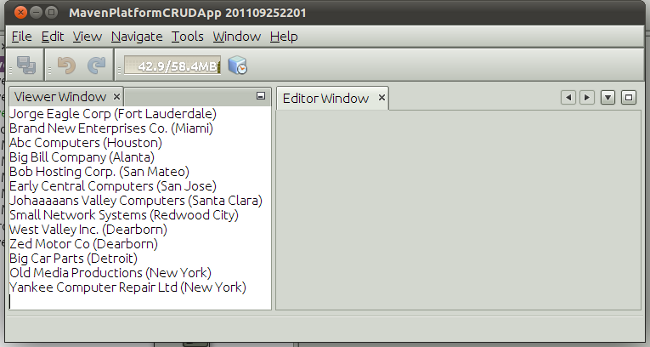 MavenPlatformCRUDApp 201109252201
File Edit View Navigate Tools Window Help
42.9/58.4MB
Viewer Window ×
Editor Window ×
Jorge Eagle Corp (Fort Lauderdale)
Brand New Enterprises Co. (Miami)
Abc Computers (Houston)
Big Bill Company (Alanta)
Bob Hosting Corp. (San Mateo)
Early Central Computers (San Jose)
Johaaaaans Valley Computers (Santa Clara)
Small Network Systems (Redwood City)
West Valley Inc. (Dearborn)
Zed Motor Co (Dearborn)
Big Car Parts (Detroit)
Old Media Productions (New York)
Yankee Computer Repair Ltd (New York)